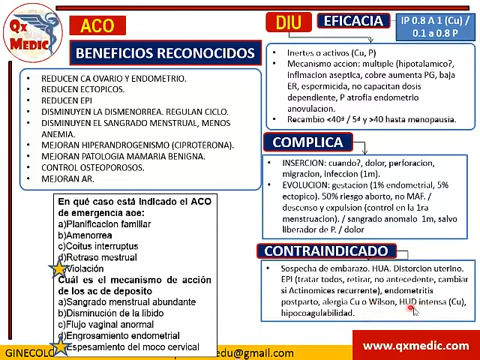 Qx
MEDIC
ACO
BENEFICIOS RECONOCIDOS
REDUCEN CA OVARIO Y ENDOMETRIO.
REDUCEN ECTOPICOS.
REDUCEN EPI
DISMINUYEN LA DISMENORREA. REGULAN CICLO.
DISMINUYEN EL SANGRADO MENSTRUAL, MENOS
ANEMIA.
MEJORAN HIPERANDROGENISMO (CIPROTERONA).
MEJORAN PATOLOGIA MAMARIA BENIGNA.
CONTROL OSTEOPOROSOS.
MEJORAN AR.
En qué caso está indicado el ACO
de emergencia aoe:
a)Planificacion familiar
b)Amenorrea
c)Coitus interruptus
d)Retraso mestrual
e)Violación
Cuál es el mecanismo de acción
de los ac de deposito
a)Sangrado menstrual abundante
b)Disminución de la libido
c)Flujo vaginal anormal
d)Engrosamiento endometrial
e)Espesamiento del moco cervical
DIU
EFICACIA
IP 0.8 A 1 (Cu) /
0.1 a 0.8 P
Inertes o activos (Cu, P)
Mecanismo accion: multiple (hipotalamico?,
inflmacion aseptica, cobre aumenta PG, baja
ER, espermicida, no capacitan dosis
dependiente, P atrofia endometrio
anovulacion.
Recambio <40ª / 5ª y >40 hasta menopausia.
COMPLICA
INSERCION: cuando?, dolor, perforacion,
migracion, infeccion (1m).
EVOLUCION: gestacion (1% endometrial, 5%
ectopico). 50% riesgo aborto, no MAF. /
descenso y expulsion (control en la 1ra
menstruacion). / sangrado anomalo 1m, salvo
liberador de P. / dolor
CONTRAINDICADO
Sospecha de embarazo. HUA. Distorcion uterino.
EPI (tratar todos, retirar, no antecedente, cambiar
si Actinomices recurrente), endometritis
postparto, alergia Cu o Wilson, HUD intensa (Cu),
hipocoagulabilidad.
GINECOLO
edu@gmail.com
www.qxmedic.com